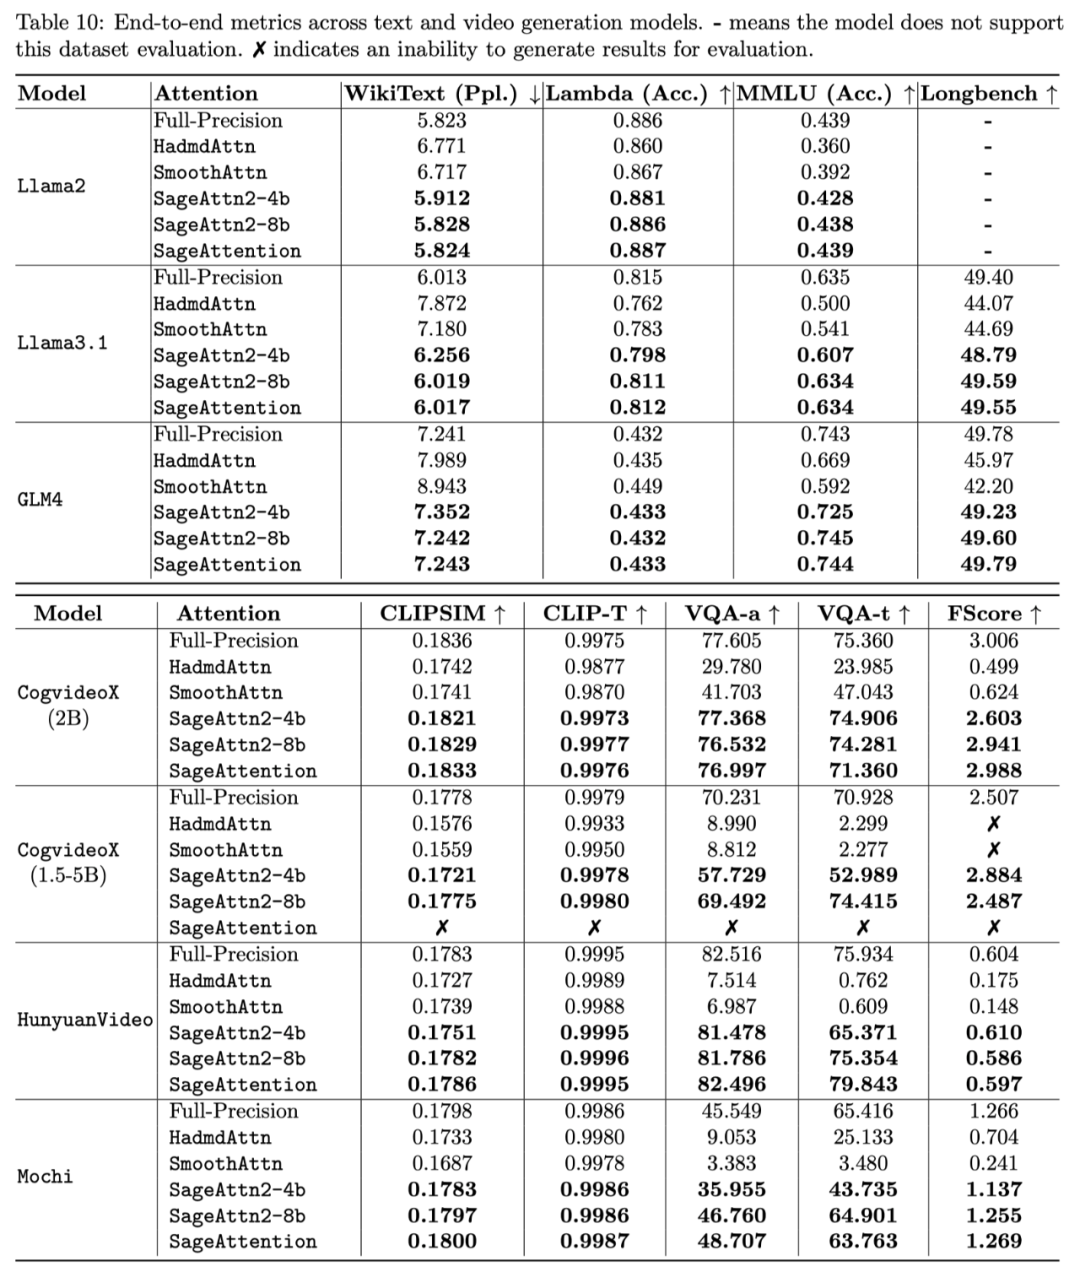 Table 10: End-to-end metrics across text and video generation models. - means the model does not support
this dataset evaluation. ✗ indicates an inability to generate results for evaluation.
Model Attention WikiText (Ppl.) ↓ Lambda (Acc.) ↑ MMLU (Acc.) ↑ Longbench ↑
Llama2
Full-Precision 5.823 0.886 0.439 -
HadmdAttn 6.771 0.860 0.360 -
SmoothAttn 6.717 0.867 0.392 -
SageAttn2-4b 5.912 0.881 0.428 -
SageAttn2-8b 5.828 0.886 0.438 -
SageAttention 5.824 0.887 0.439 -
Llama3.1
Full-Precision 6.013 0.815 0.635 49.40
HadmdAttn 7.872 0.762 0.500 44.07
SmoothAttn 7.180 0.783 0.541 44.69
SageAttn2-4b 6.256 0.798 0.607 48.79
SageAttn2-8b 6.019 0.811 0.634 49.59
SageAttention 6.017 0.812 0.634 49.55
GLM4
Full-Precision 7.241 0.432 0.743 49.78
HadmdAttn 7.989 0.435 0.669 45.97
SmoothAttn 8.943 0.449 0.592 42.20
SageAttn2-4b 7.352 0.433 0.725 49.23
SageAttn2-8b 7.242 0.432 0.745 49.60
SageAttention 7.243 0.433 0.744 49.79
Model Attention CLIPSIM ↑ CLIP-T ↑ VQA-a ↑ VQA-t ↑ FScore ↑
CogvideoX
(2B)
Full-Precision 0.1836 0.9975 77.605 75.360 3.006
HadmdAttn 0.1742 0.9877 29.780 23.985 0.499
SmoothAttn 0.1741 0.9870 41.703 47.043 0.624
SageAttn2-4b 0.1821 0.9973 77.368 74.906 2.603
SageAttn2-8b 0.1829 0.9977 76.532 74.281 2.941
SageAttention 0.1833 0.9976 76.997 71.360 2.988
CogvideoX
(1.5-5B)
Full-Precision 0.1778 0.9979 70.231 70.928 2.507
HadmdAttn 0.1576 0.9933 8.990 2.299 ✗
SmoothAttn 0.1559 0.9950 8.812 2.277 ✗
SageAttn2-4b 0.1721 0.9978 57.729 52.989 2.884
SageAttn2-8b 0.1775 0.9980 69.492 74.415 2.487
SageAttention ✗ ✗ ✗ ✗ ✗
HunyuanVideo
Full-Precision 0.1783 0.9995 82.516 75.934 0.604
HadmdAttn 0.1727 0.9989 7.514 0.762 0.175
SmoothAttn 0.1739 0.9988 6.987 0.609 0.148
SageAttn2-4b 0.1751 0.9995 81.478 65.371 0.610
SageAttn2-8b 0.1782 0.9996 81.786 75.354 0.586
SageAttention 0.1786 0.9995 82.496 79.843 0.597
Mochi
Full-Precision 0.1798 0.9986 45.549 65.416 1.266
HadmdAttn 0.1733 0.9980 9.053 25.133 0.704
SmoothAttn 0.1687 0.9978 3.383 3.480 0.241
SageAttn2-4b 0.1783 0.9986 35.955 43.735 1.137
SageAttn2-8b 0.1797 0.9986 46.760 64.901 1.255
SageAttention 0.1800 0.9987 48.707 63.763 1.269